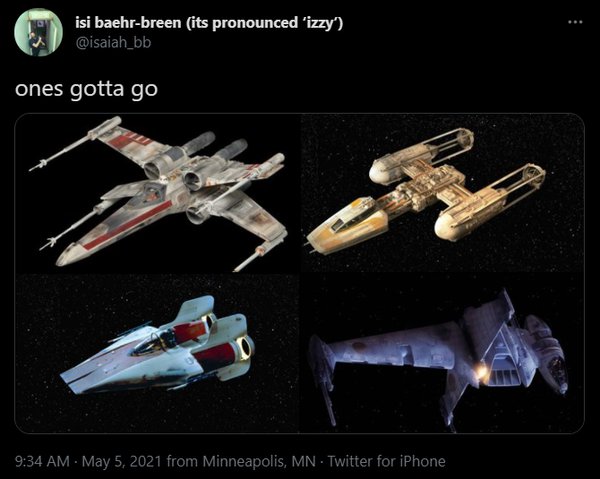 isi baehr-breen (its pronounced ‘izzy’)
@isaiah_bb
ones gotta go
9:34 AM · May 5, 2021 from Minneapolis, MN · Twitter for iPhone